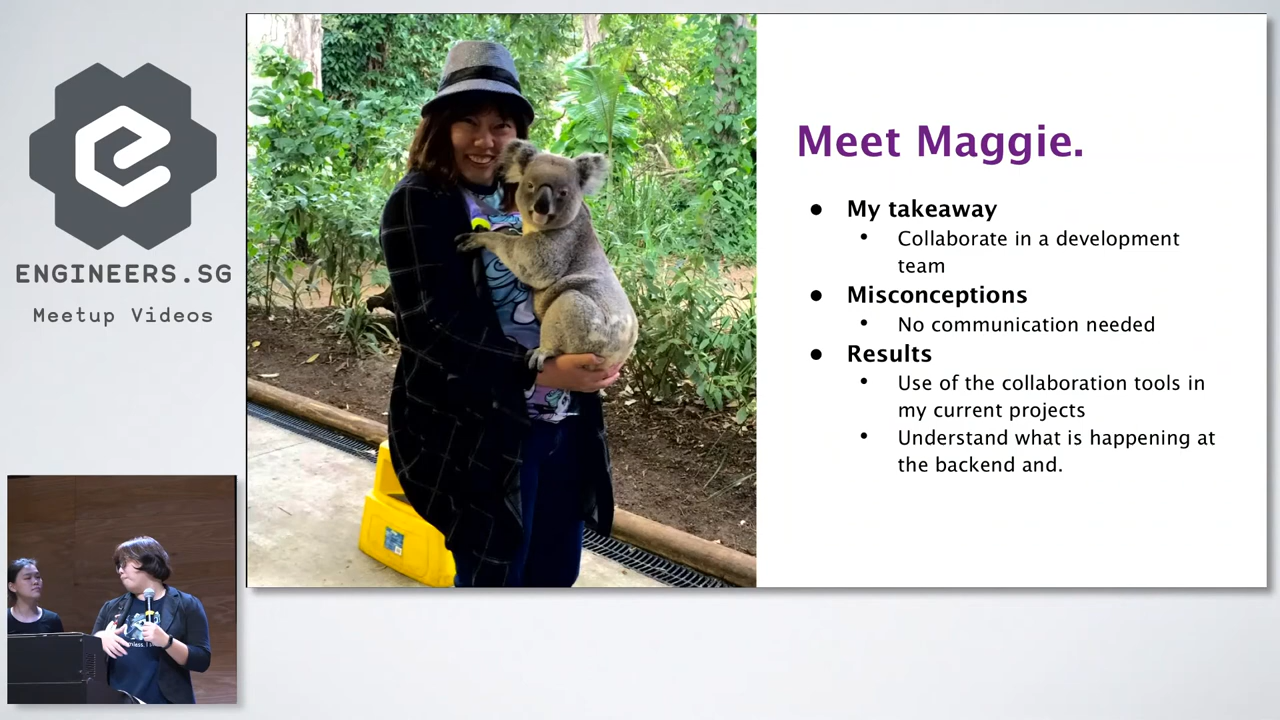 ENGINEERS.SG
Meetup Videos
Meet Maggie.
● My takeaway
• Collaborate in a development
team
● Misconceptions
• No communication needed
● Results
• Use of the collaboration tools in
my current projects
• Understand what is happening at
the backend and.